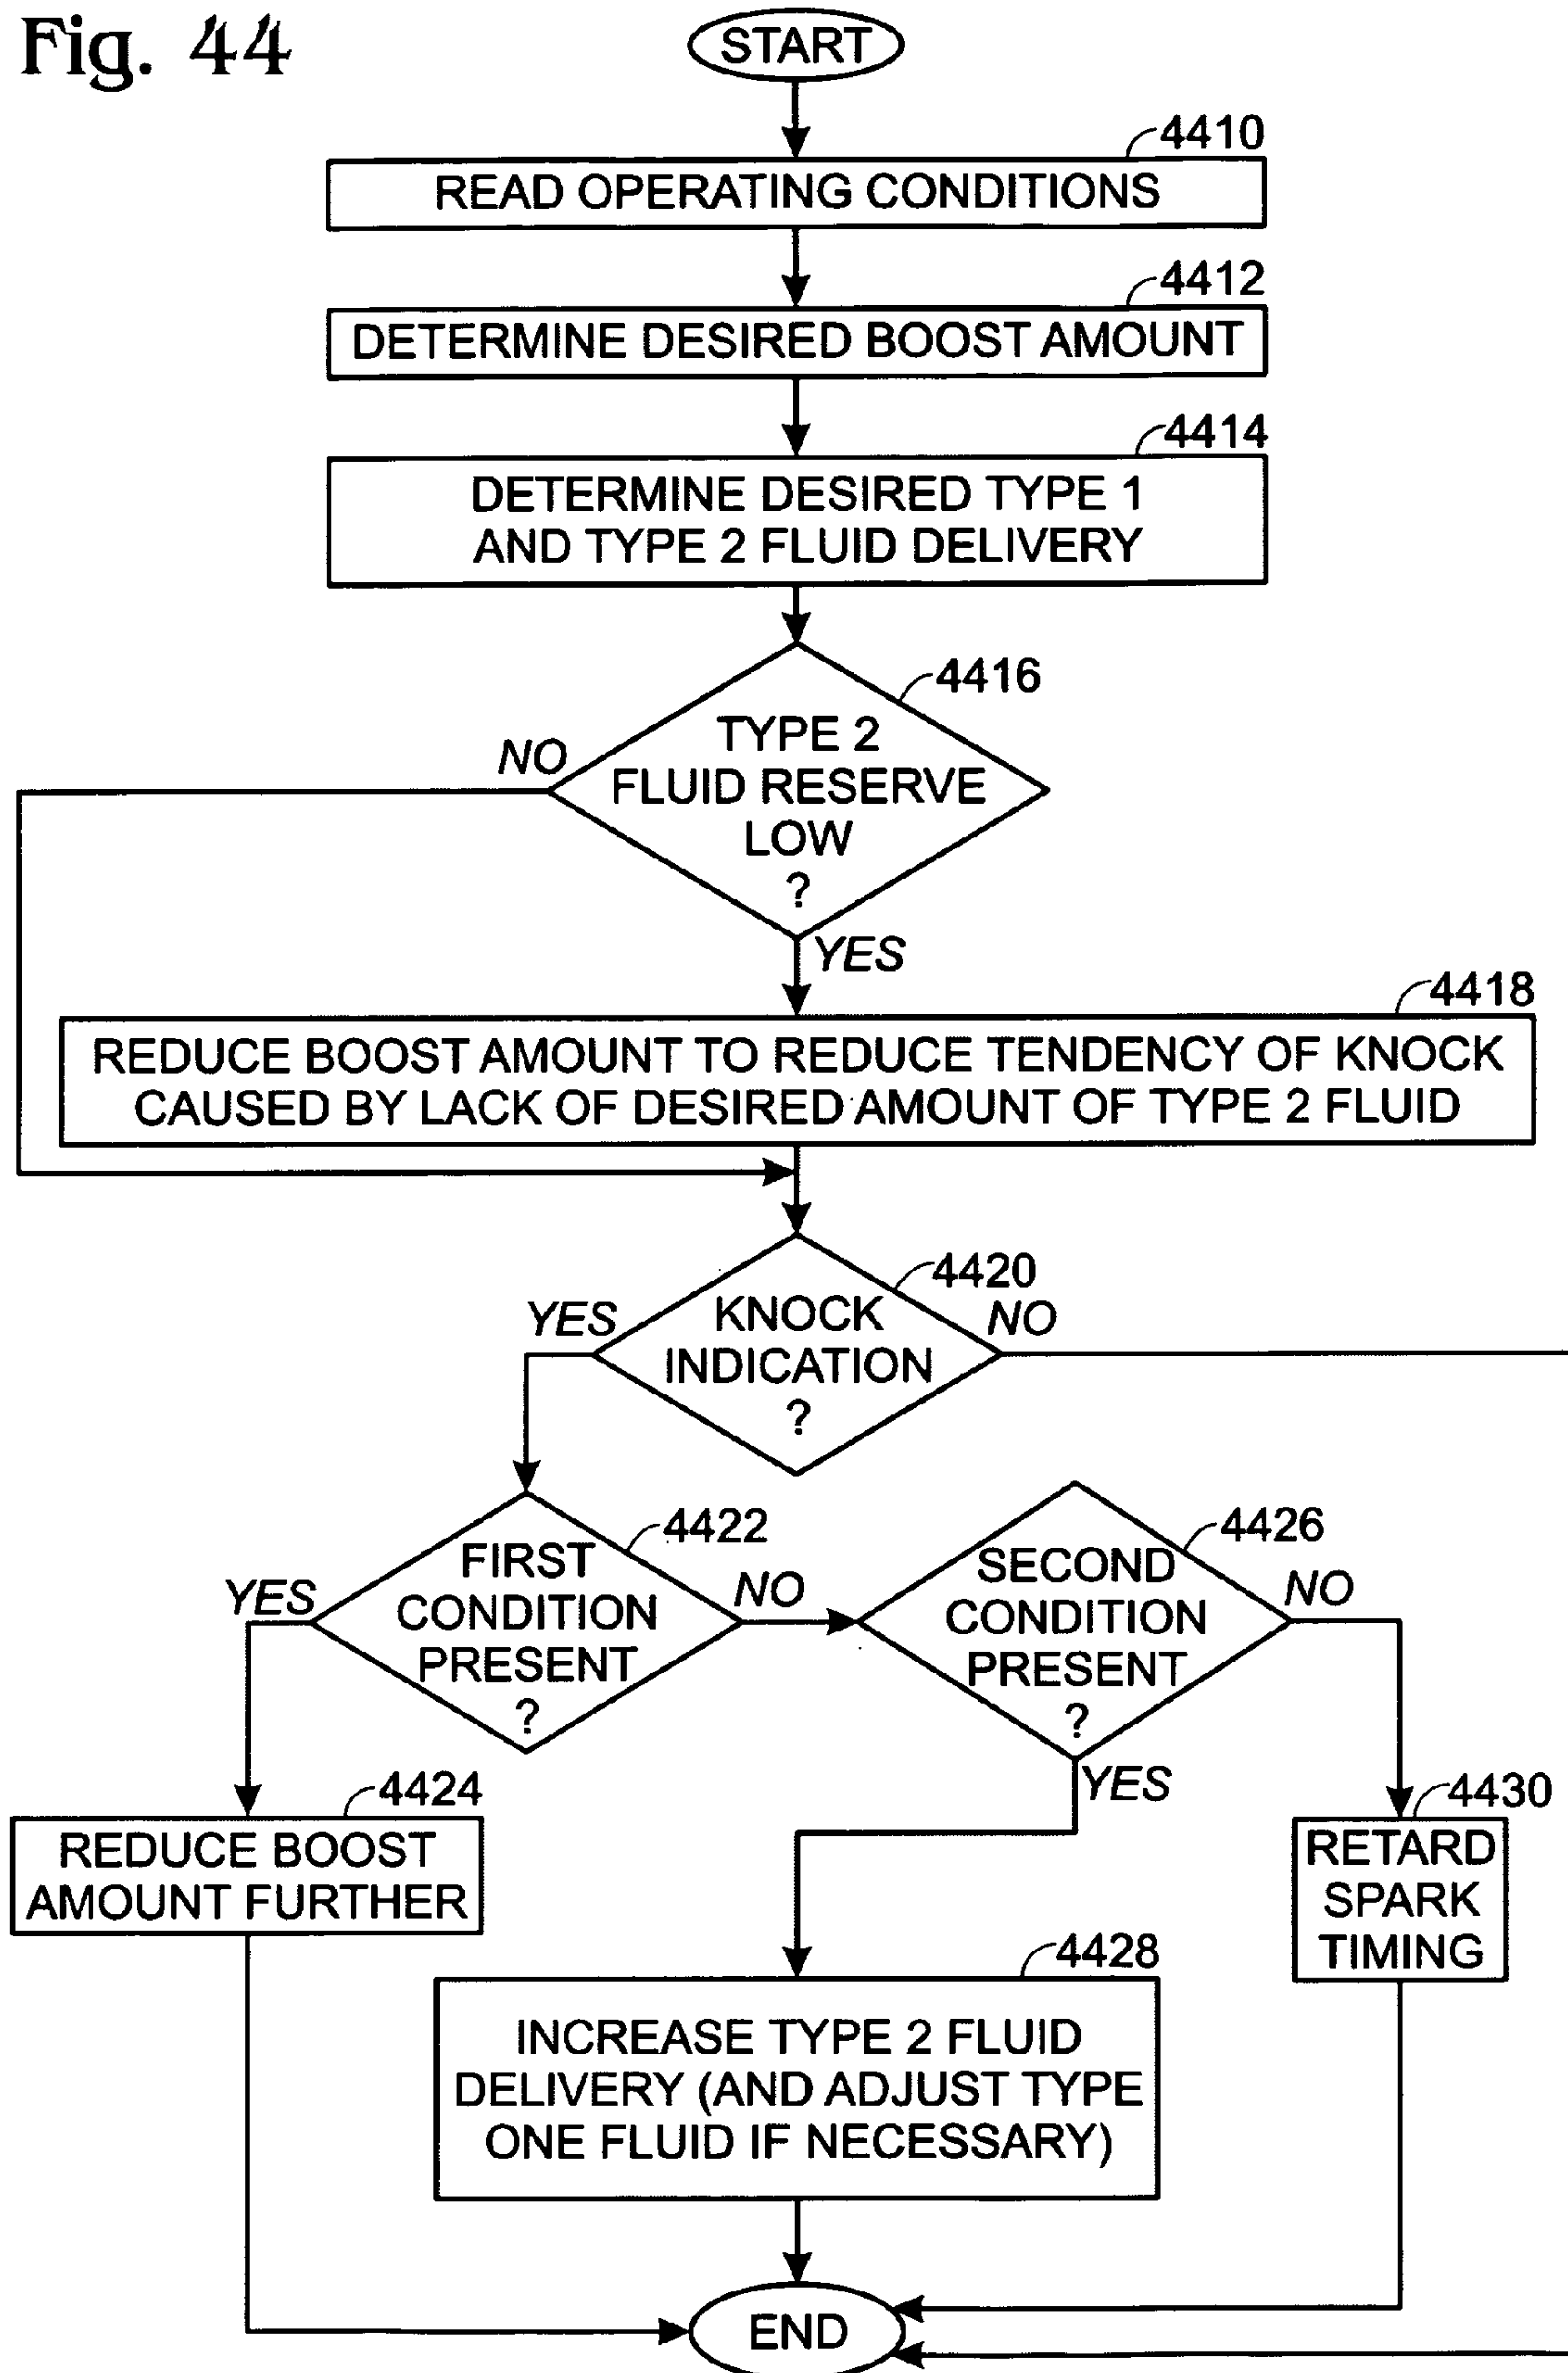 Fig. 44
START
4410
READ OPERATING CONDITIONS
4412
DETERMINE DESIRED BOOST AMOUNT
4414
DETERMINE DESIRED TYPE 1
AND TYPE 2 FLUID DELIVERY
4416
TYPE 2
FLUID RESERVE
LOW
?
NO
YES
4418
REDUCE BOOST AMOUNT TO REDUCE TENDENCY OF KNOCK
CAUSED BY LACK OF DESIRED AMOUNT OF TYPE 2 FLUID
4420
KNOCK
INDICATION
?
YES
NO
4422
FIRST
CONDITION
PRESENT
?
YES
NO
4426
SECOND
CONDITION
PRESENT
?
NO
YES
4424
REDUCE BOOST
AMOUNT FURTHER
4430
RETARD
SPARK
TIMING
4428
INCREASE TYPE 2 FLUID
DELIVERY (AND ADJUST TYPE
ONE FLUID IF NECESSARY)
END